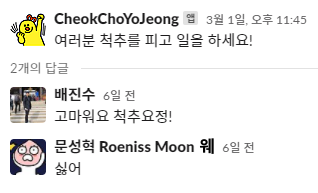 CheokChoYoJeong 앱 3월 1일, 오후 11:45
여러분 척추를 피고 일을 하세요!
2개의 답글
배진수 6일 전
고마워요 척추요정!
문성혁 Roeniss Moon 웩 6일 전
싫어